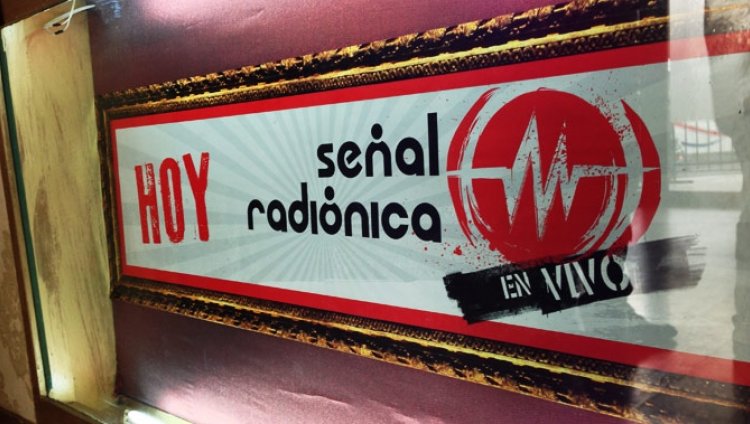 HOY
señal
radiónica
EN VIVO